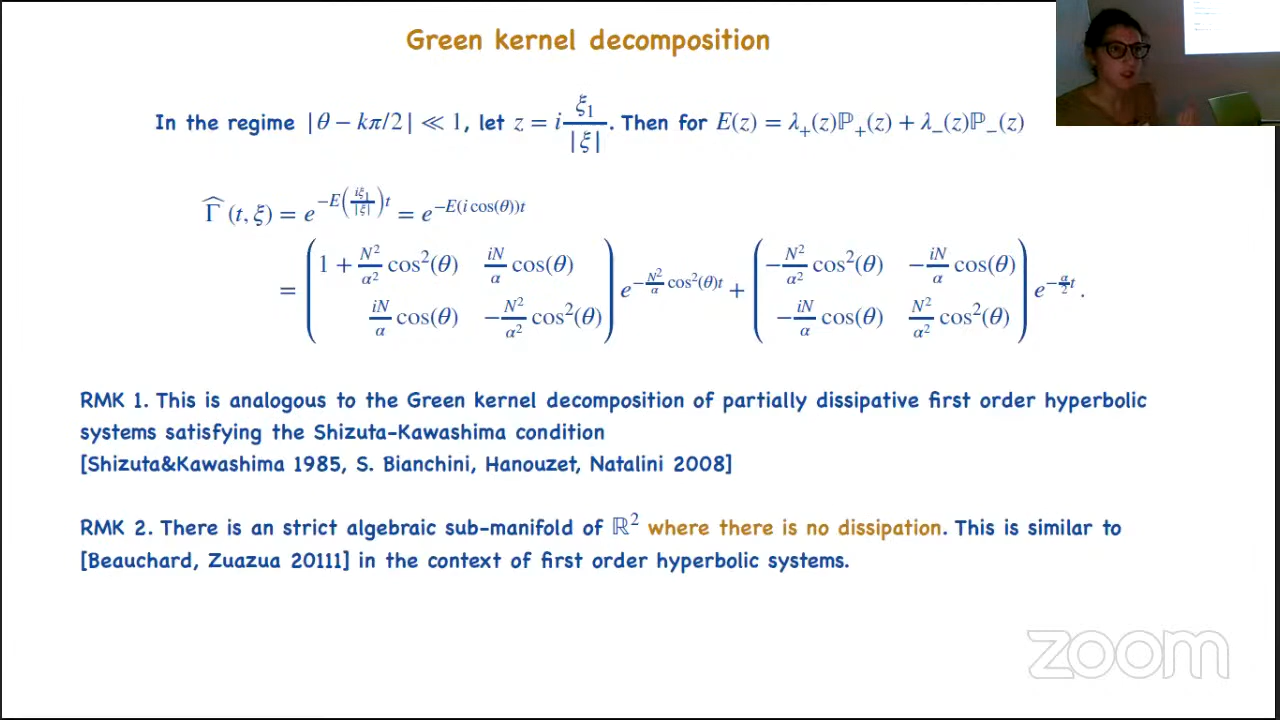 Green kernel decomposition
In the regime |θ − kπ/2| ≪ 1, let z = i ξ₁/|ξ|. Then for E(z) = λ₊(z)ℙ₊(z) + λ₋(z)ℙ₋(z)
Γ̂ (t, ξ) = e^{−E(iξ₁/|ξ|)t} = e^{−E(i cos(θ))t}
= ( 1 + N²/α² cos²(θ)   iN/α cos(θ) ; iN/α cos(θ)   −N²/α² cos²(θ) ) e^{−N²/α cos²(θ)t} + ( −N²/α² cos²(θ)   −iN/α cos(θ) ; −iN/α cos(θ)   N²/α² cos²(θ) ) e^{−α/2 t} .
RMK 1. This is analogous to the Green kernel decomposition of partially dissipative first order hyperbolic
systems satisfying the Shizuta-Kawashima condition
[Shizuta&Kawashima 1985, S. Bianchini, Hanouzet, Natalini 2008]
RMK 2. There is an strict algebraic sub-manifold of ℝ² where there is no dissipation. This is similar to
[Beauchard, Zuazua 20111] in the context of first order hyperbolic systems.
zoom